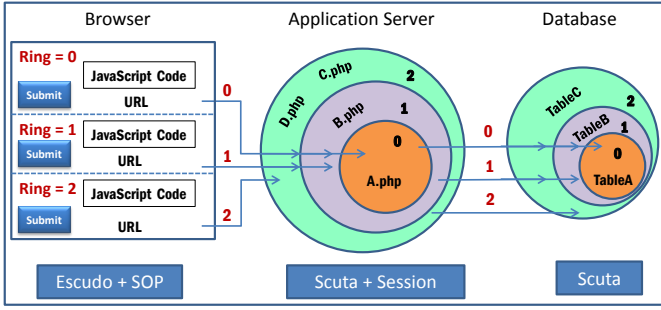 Browser
Application Server
Database
Ring = 0
JavaScript Code
Submit
URL
0
Ring = 1
JavaScript Code
Submit
URL
1
Ring = 2
JavaScript Code
Submit
URL
2
C.php
2
D.php
B.php
1
0
A.php
0
1
2
TableC
2
TableB
1
0
TableA
Escudo + SOP
Scuta + Session
Scuta